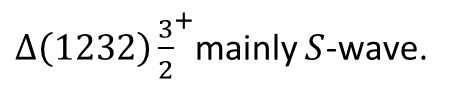 Δ(1232) 3/2⁺ mainly S-wave.